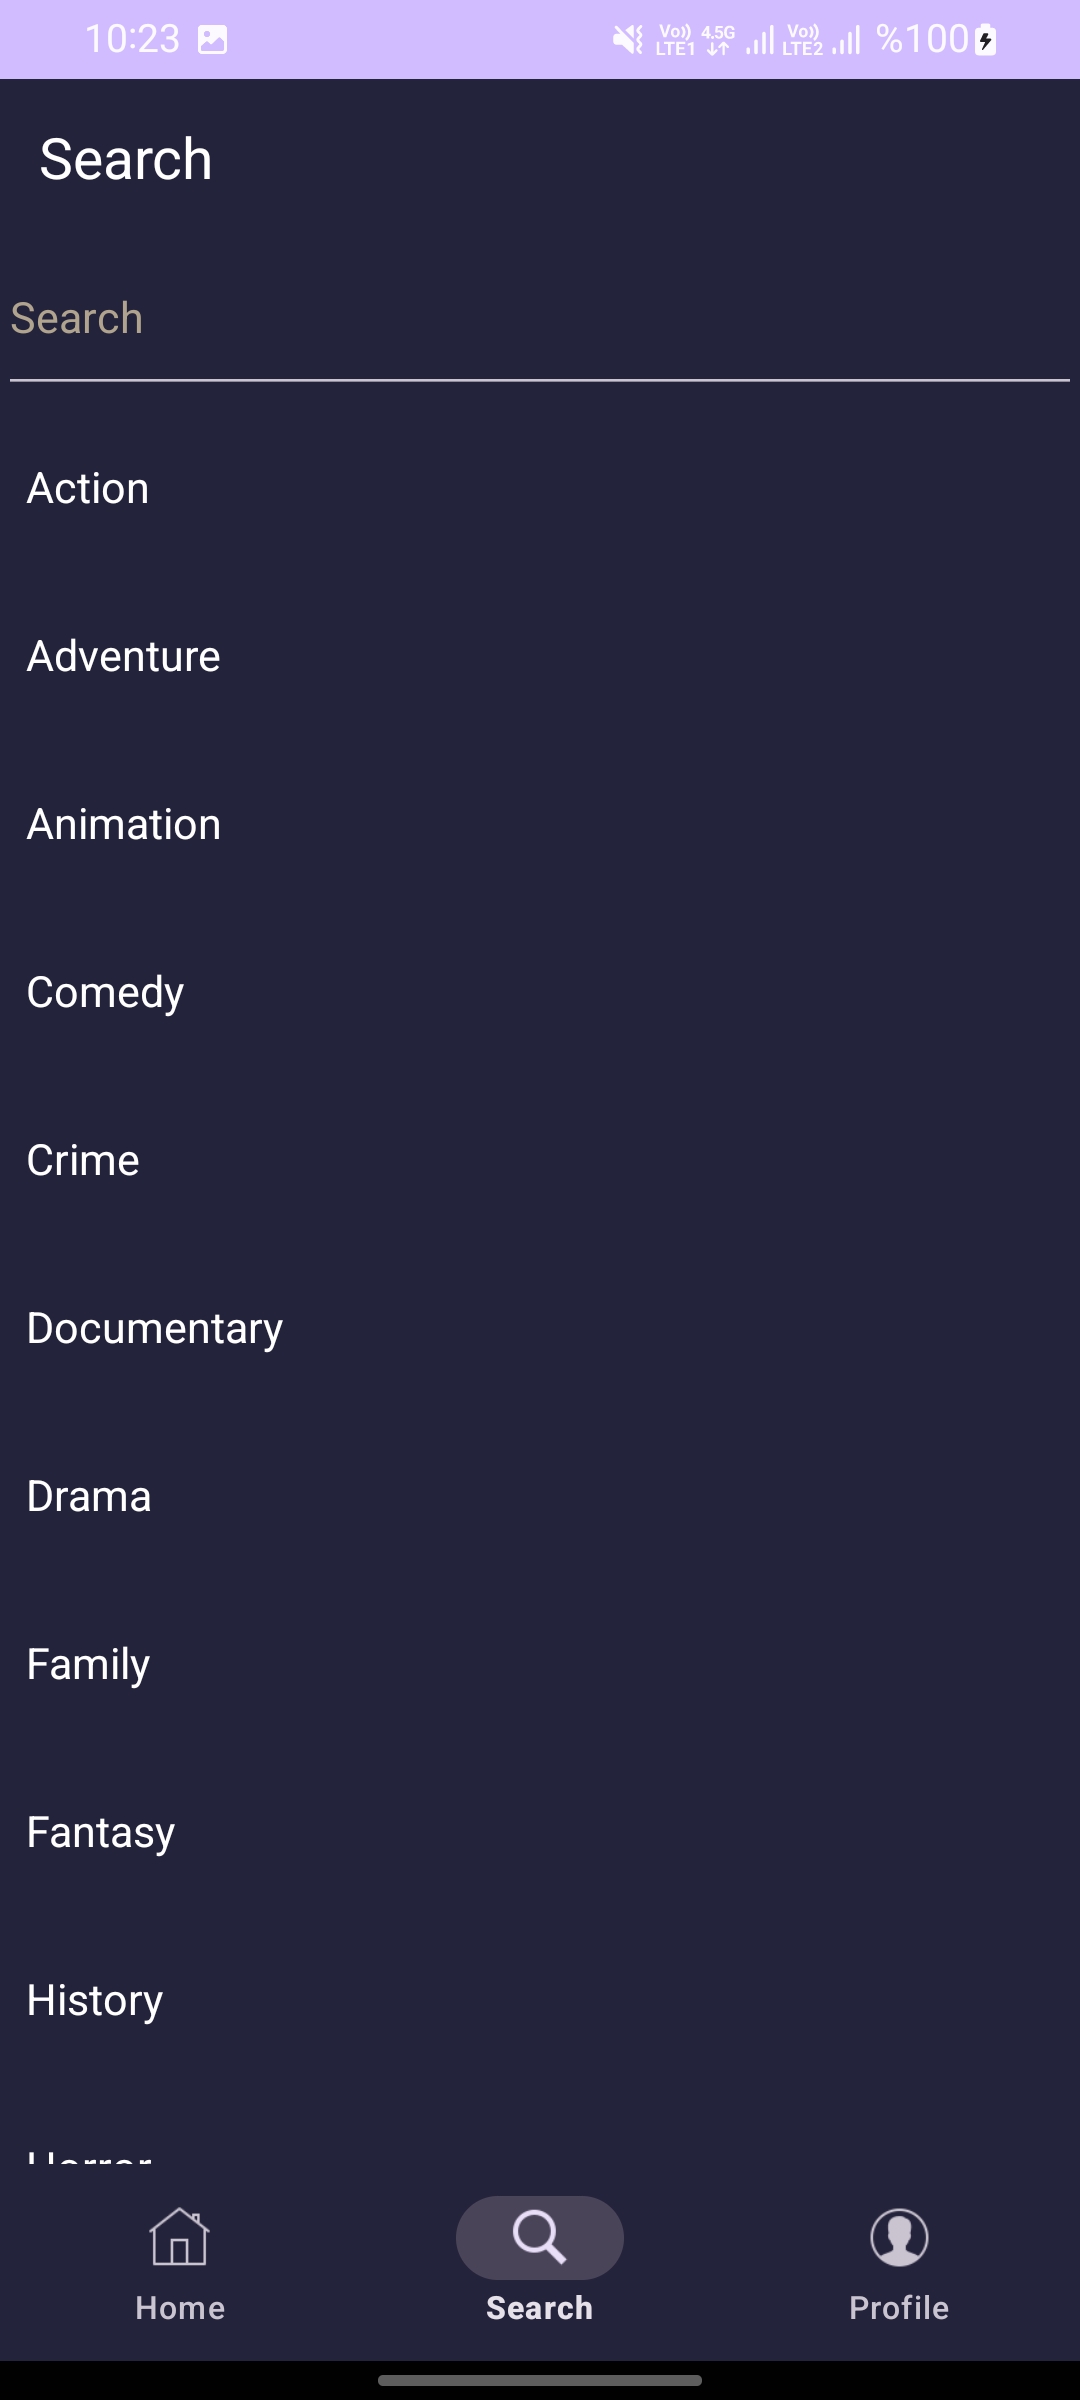 10:23 Vo)) LTE1 4.5G Vo)) LTE2 %100
Search
Search
Action
Adventure
Animation
Comedy
Crime
Documentary
Drama
Family
Fantasy
History
Horror
Home Search Profile